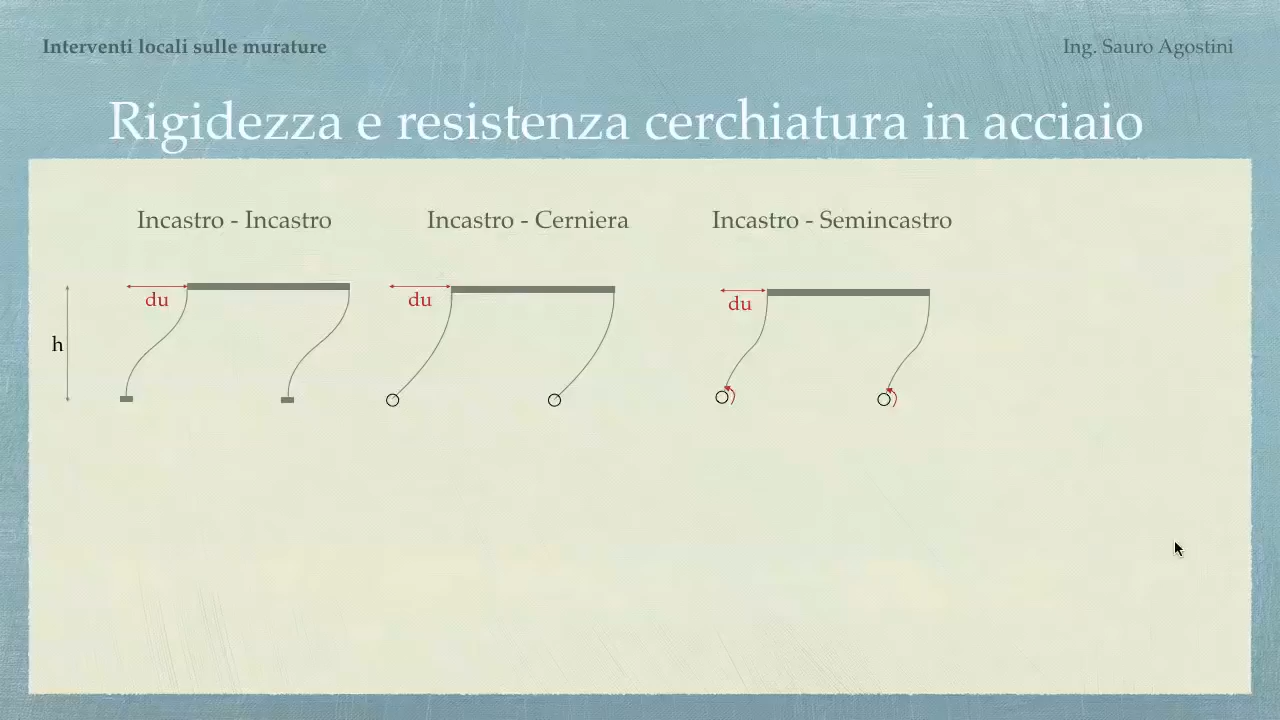 Interventi locali sulle murature
Ing. Sauro Agostini
Rigidezza e resistenza cerchiatura in acciaio
Incastro - Incastro
Incastro - Cerniera
Incastro - Semincastro
du
du
du
h